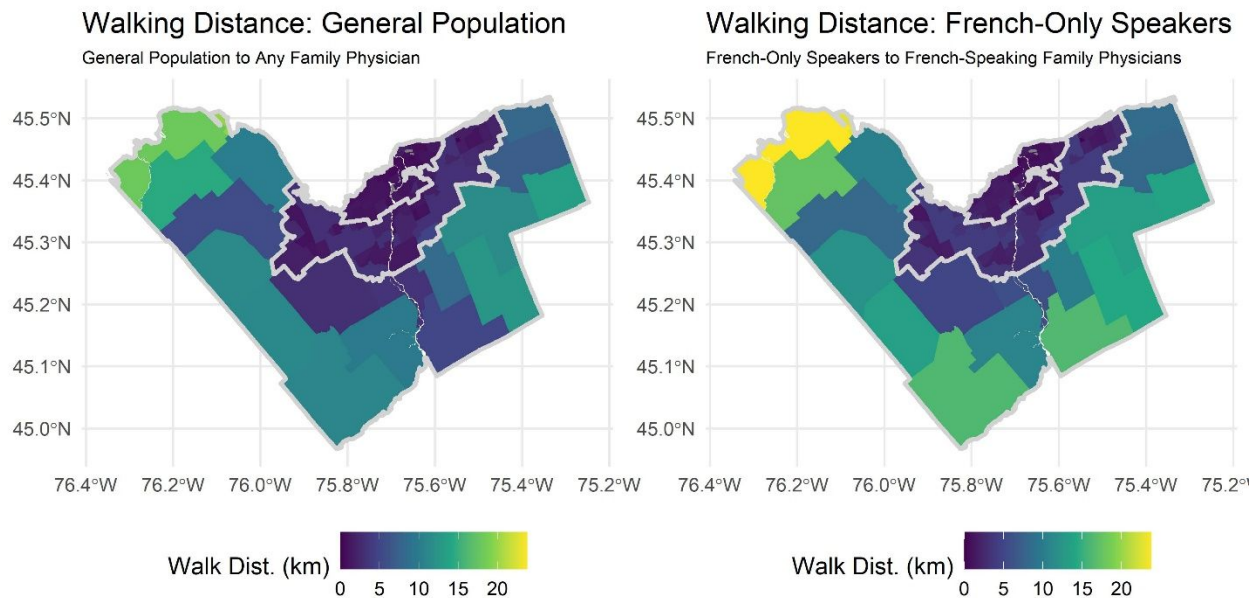 Walking Distance: General Population
General Population to Any Family Physician
45.5°N
45.4°N
45.3°N
45.2°N
45.1°N
45.0°N
76.4°W 76.2°W 76.0°W 75.8°W 75.6°W 75.4°W 75.2°W
Walk Dist. (km)
0 5 10 15 20
Walking Distance: French-Only Speakers
French-Only Speakers to French-Speaking Family Physicians
45.5°N
45.4°N
45.3°N
45.2°N
45.1°N
45.0°N
76.4°W 76.2°W 76.0°W 75.8°W 75.6°W 75.4°W 75.2°W
Walk Dist. (km)
0 5 10 15 20